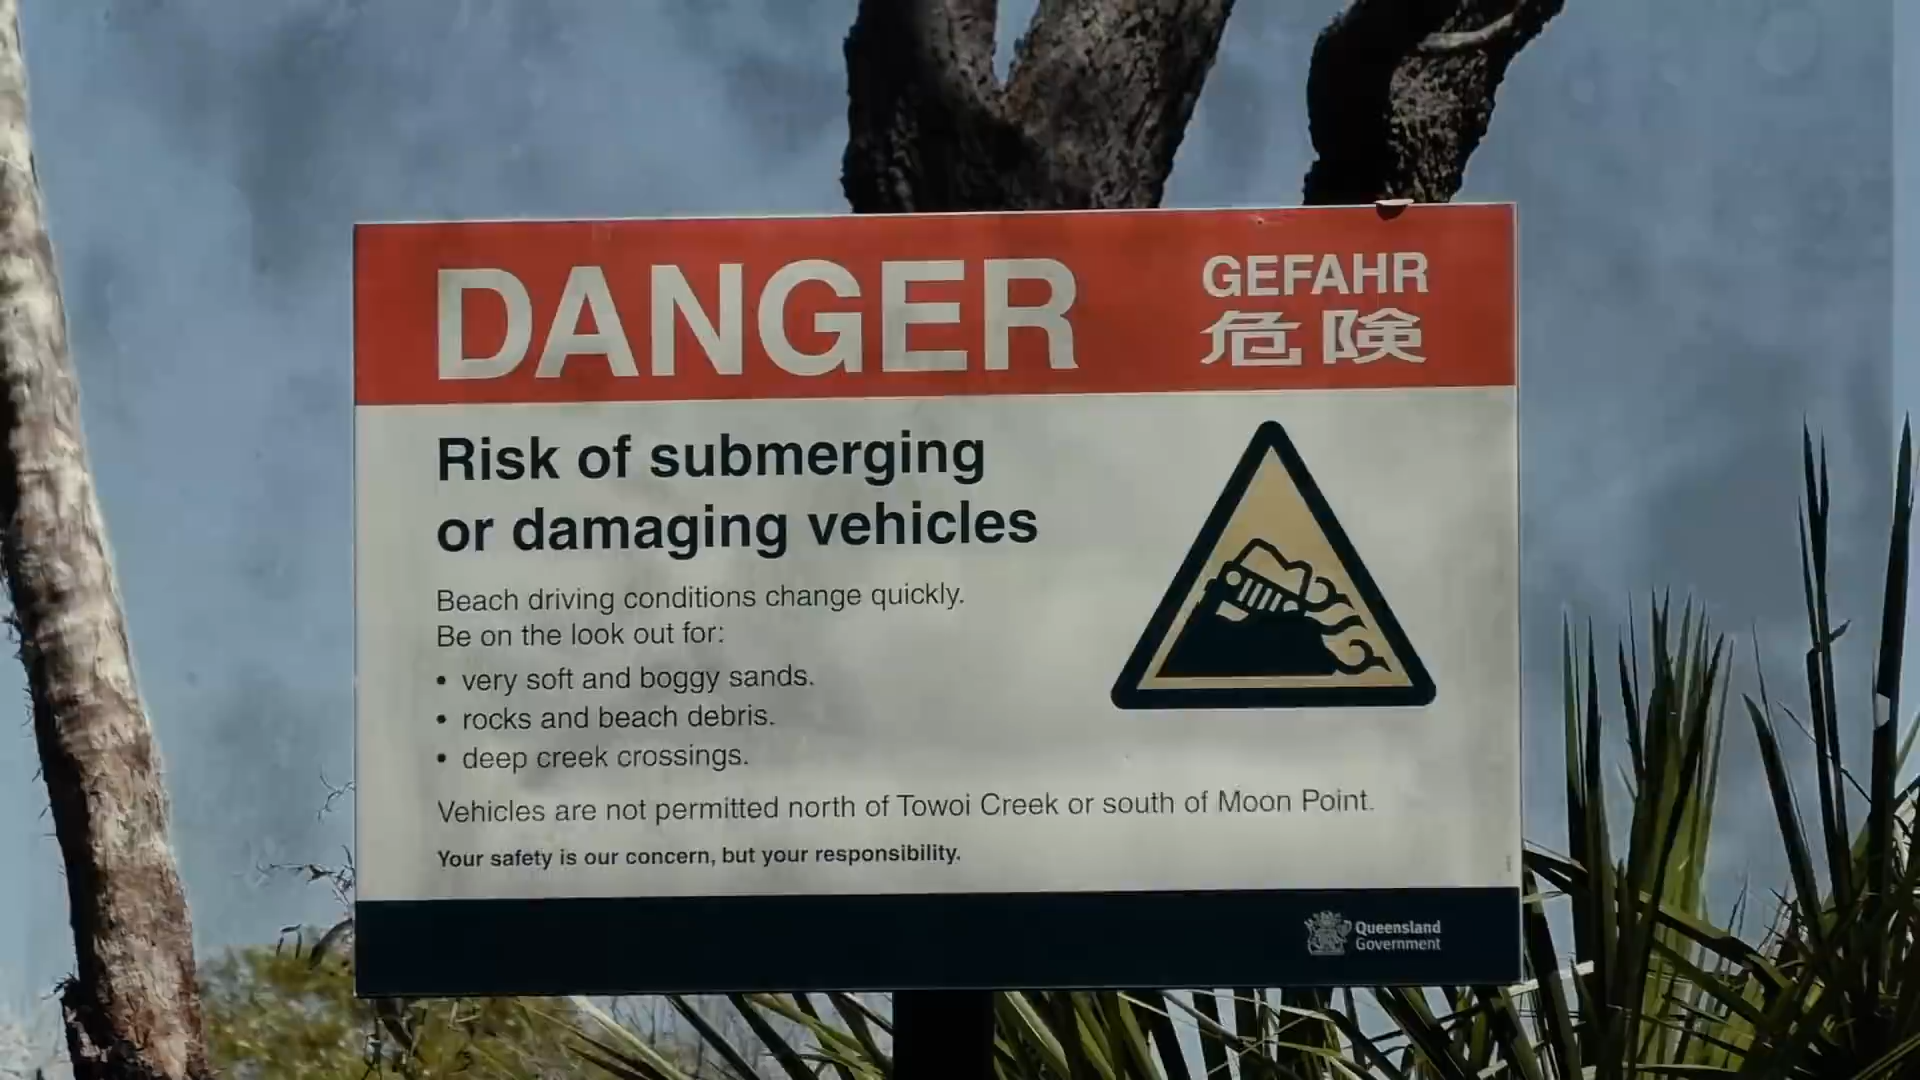 DANGER
GEFAHR
危険
Risk of submerging
or damaging vehicles
Beach driving conditions change quickly.
Be on the look out for:
• very soft and boggy sands.
• rocks and beach debris.
• deep creek crossings.
Vehicles are not permitted north of Towoi Creek or south of Moon Point.
Your safety is our concern, but your responsibility.
Queensland
Government